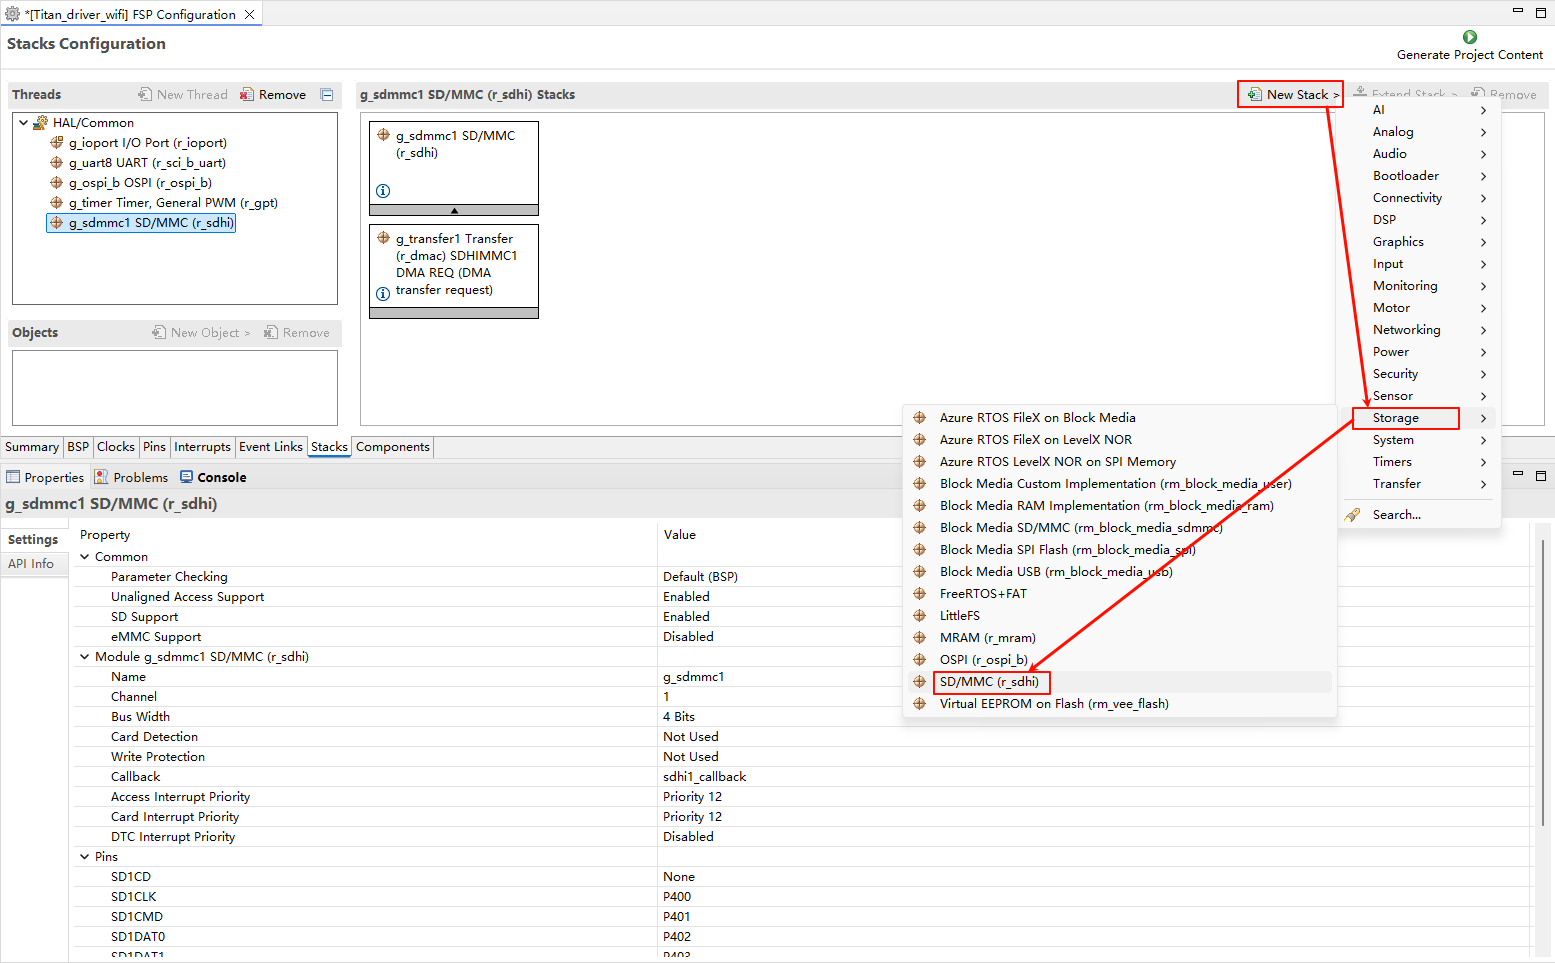 *[Titan_driver_wifi] FSP Configuration
Stacks Configuration
Generate Project Content
Threads
New Thread
Remove
HAL/Common
g_ioport I/O Port (r_ioport)
g_uart8 UART (r_sci_b_uart)
g_ospi_b OSPI (r_ospi_b)
g_timer Timer, General PWM (r_gpt)
g_sdmmc1 SD/MMC (r_sdhi)
Objects
New Object >
Remove
g_sdmmc1 SD/MMC (r_sdhi) Stacks
New Stack >
Extend Stack >
Remove
g_sdmmc1 SD/MMC
(r_sdhi)
g_transfer1 Transfer
(r_dmac) SDHIMMC1
DMA REQ (DMA
transfer request)
AI
Analog
Audio
Bootloader
Connectivity
DSP
Graphics
Input
Monitoring
Motor
Networking
Power
Security
Sensor
Storage
System
Timers
Transfer
Search...
Azure RTOS FileX on Block Media
Azure RTOS FileX on LevelX NOR
Azure RTOS LevelX NOR on SPI Memory
Block Media Custom Implementation (rm_block_media_user)
Block Media RAM Implementation (rm_block_media_ram)
Block Media SD/MMC (rm_block_media_sdmmc)
Block Media SPI Flash (rm_block_media_spi)
Block Media USB (rm_block_media_usb)
FreeRTOS+FAT
LittleFS
MRAM (r_mram)
OSPI (r_ospi_b)
SD/MMC (r_sdhi)
Virtual EEPROM on Flash (rm_vee_flash)
Summary BSP Clocks Pins Interrupts Event Links Stacks Components
Properties Problems Console
g_sdmmc1 SD/MMC (r_sdhi)
Settings
API Info
Property Value
Common
Parameter Checking Default (BSP)
Unaligned Access Support Enabled
SD Support Enabled
eMMC Support Disabled
Module g_sdmmc1 SD/MMC (r_sdhi)
Name g_sdmmc1
Channel 1
Bus Width 4 Bits
Card Detection Not Used
Write Protection Not Used
Callback sdhi1_callback
Access Interrupt Priority Priority 12
Card Interrupt Priority Priority 12
DTC Interrupt Priority Disabled
Pins
SD1CD None
SD1CLK P400
SD1CMD P401
SD1DAT0 P402
SD1DAT1 P403